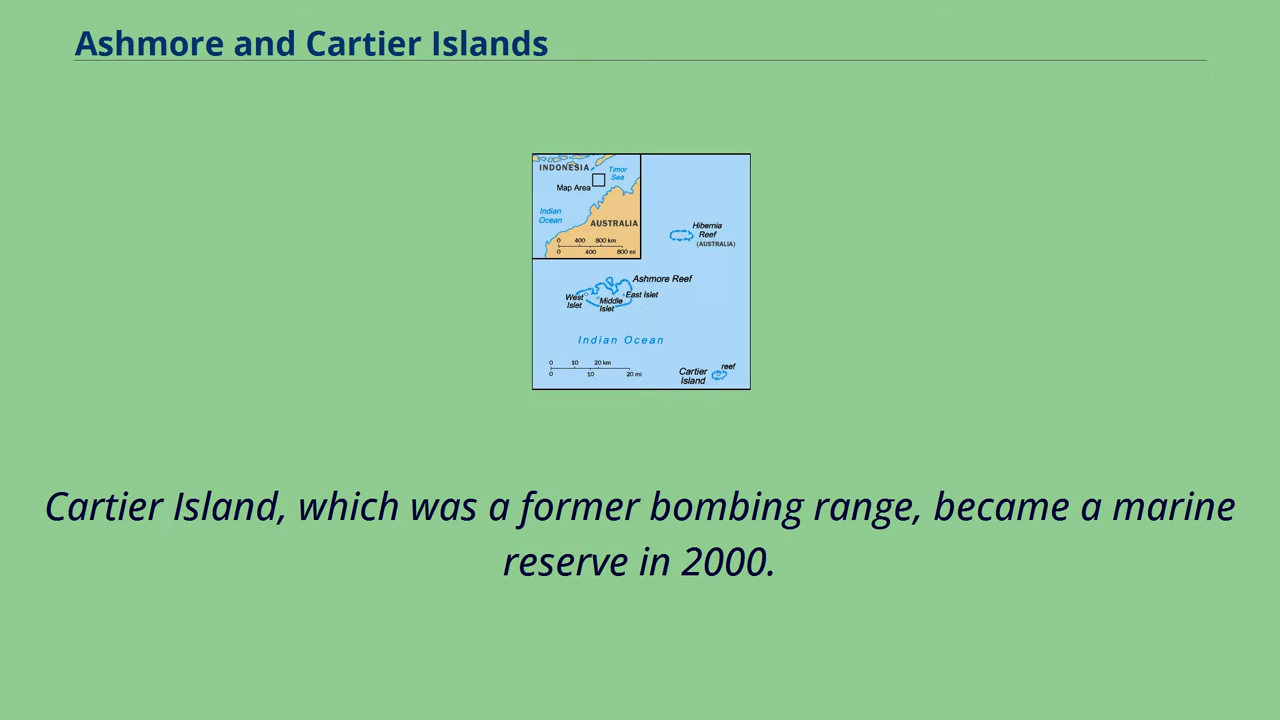 Ashmore and Cartier Islands
INDONESIA
Timor
Sea
Map Area
Indian
Ocean
AUSTRALIA
0 400 800 km
0 400 800 mi
Hibernia
Reef
(AUSTRALIA)
Ashmore Reef
West
Islet
Middle
Islet
East Islet
Indian Ocean
0 10 20 km
0 10 20 mi
reef
Cartier
Island
Cartier Island, which was a former bombing range, became a marine
reserve in 2000.